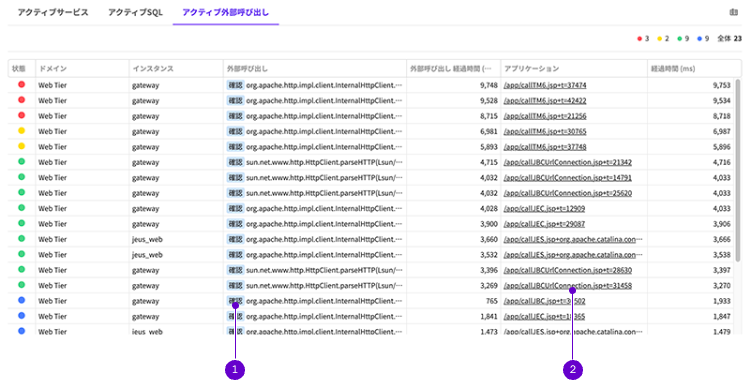 アクティブサービス アクティブSQL アクティブ外部呼び出し
3 2 9 9 全体 23
状態 ドメイン インスタンス 外部呼び出し 外部呼び出し 経過時間 (… アプリケーション 経過時間 (ms)
Web Tier gateway 確認 org.apache.http.impl.client.InternalHttpClient.… 9,748 /app/callTM6.jsp+t=37474 9,753
Web Tier gateway 確認 org.apache.http.impl.client.InternalHttpClient.… 9,528 /app/callTM6.jsp+t=42422 9,534
Web Tier gateway 確認 org.apache.http.impl.client.InternalHttpClient.… 8,715 /app/callTM6.jsp+t=21256 8,718
Web Tier gateway 確認 org.apache.http.impl.client.InternalHttpClient.… 6,981 /app/callTM6.jsp+t=30765 6,987
Web Tier gateway 確認 org.apache.http.impl.client.InternalHttpClient.… 5,893 /app/callTM6.jsp+t=37748 5,896
Web Tier gateway 確認 sun.net.www.http.HttpClient.parseHTTP(Lsun/… 4,715 /app/callJBCUrlConnection.jsp+t=21342 4,716
Web Tier gateway 確認 sun.net.www.http.HttpClient.parseHTTP(Lsun/… 4,032 /app/callJBCUrlConnection.jsp+t=14791 4,033
Web Tier gateway 確認 sun.net.www.http.HttpClient.parseHTTP(Lsun/… 4,032 /app/callJBCUrlConnection.jsp+t=25620 4,033
Web Tier gateway 確認 org.apache.http.impl.client.InternalHttpClient.… 4,028 /app/callJEC.jsp+t=12909 4,033
Web Tier gateway 確認 org.apache.http.impl.client.InternalHttpClient.… 3,900 /app/callJEC.jsp+t=29087 3,906
Web Tier jeus_web 確認 org.apache.http.impl.client.InternalHttpClient.… 3,660 /app/callJES.jsp+org.apache.catalina.con… 3,666
Web Tier jeus_web 確認 org.apache.http.impl.client.InternalHttpClient.… 3,532 /app/callJES.jsp+org.apache.catalina.con… 3,538
Web Tier gateway 確認 sun.net.www.http.HttpClient.parseHTTP(Lsun/… 3,396 /app/callJBCUrlConnection.jsp+t=28630 3,397
Web Tier gateway 確認 sun.net.www.http.HttpClient.parseHTTP(Lsun/… 3,269 /app/callJBCUrlConnection.jsp+t=31458 3,270
Web Tier gateway 確認 org.apache.http.impl.client.InternalHttpClient.… 765 1,933
Web Tier gateway 確認 org.apache.http.impl.client.InternalHttpClient.… 1,841 1,847
Web Tier jeus_web 確認 org.apache.http.impl.client.InternalHttpClient.… 1,473 /app/callJES.jsp+org.apache.catalina.con… 1,479
1 2